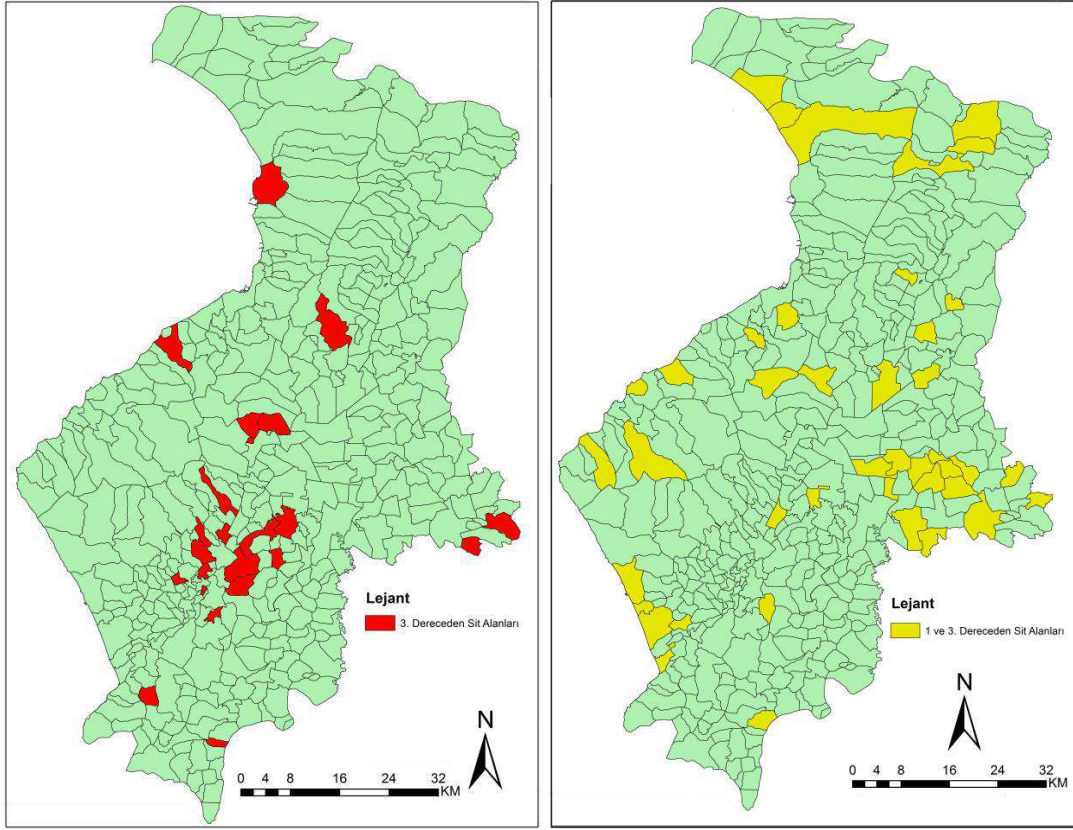 Lejant
3. Dereceden Sit Alanları
N
0 4 8 16 24 32
KM
Lejant
1 ve 3. Dereceden Sit Alanları
N
0 4 8 16 24 32
KM